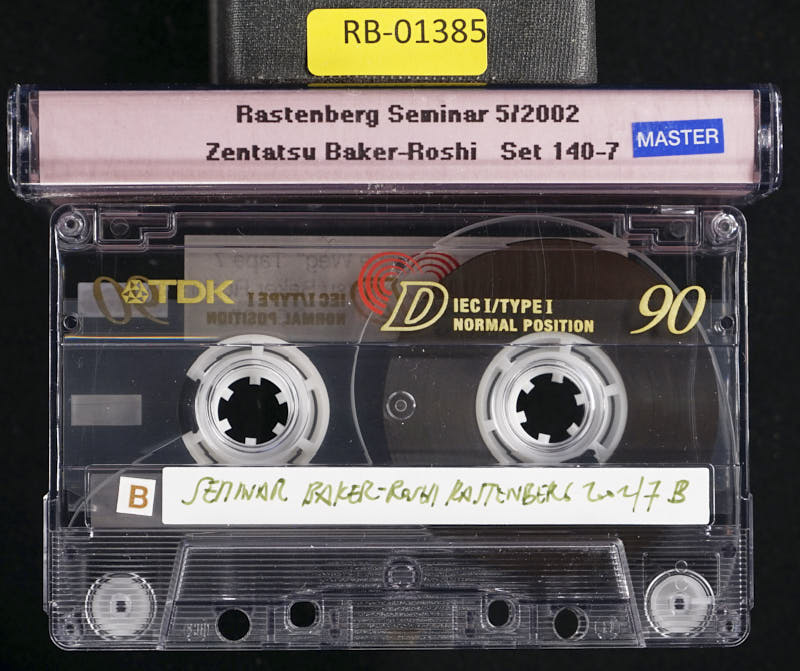 RB-01385
Rastenberg Seminar 5/2002
Zentatsu Baker-Roshi Set 140-7
MASTER
TDK
D IEC I/TYPE I
NORMAL POSITION
90
B
SEMINAR BAKER-ROSHI RASTENBERG 2002/7 B